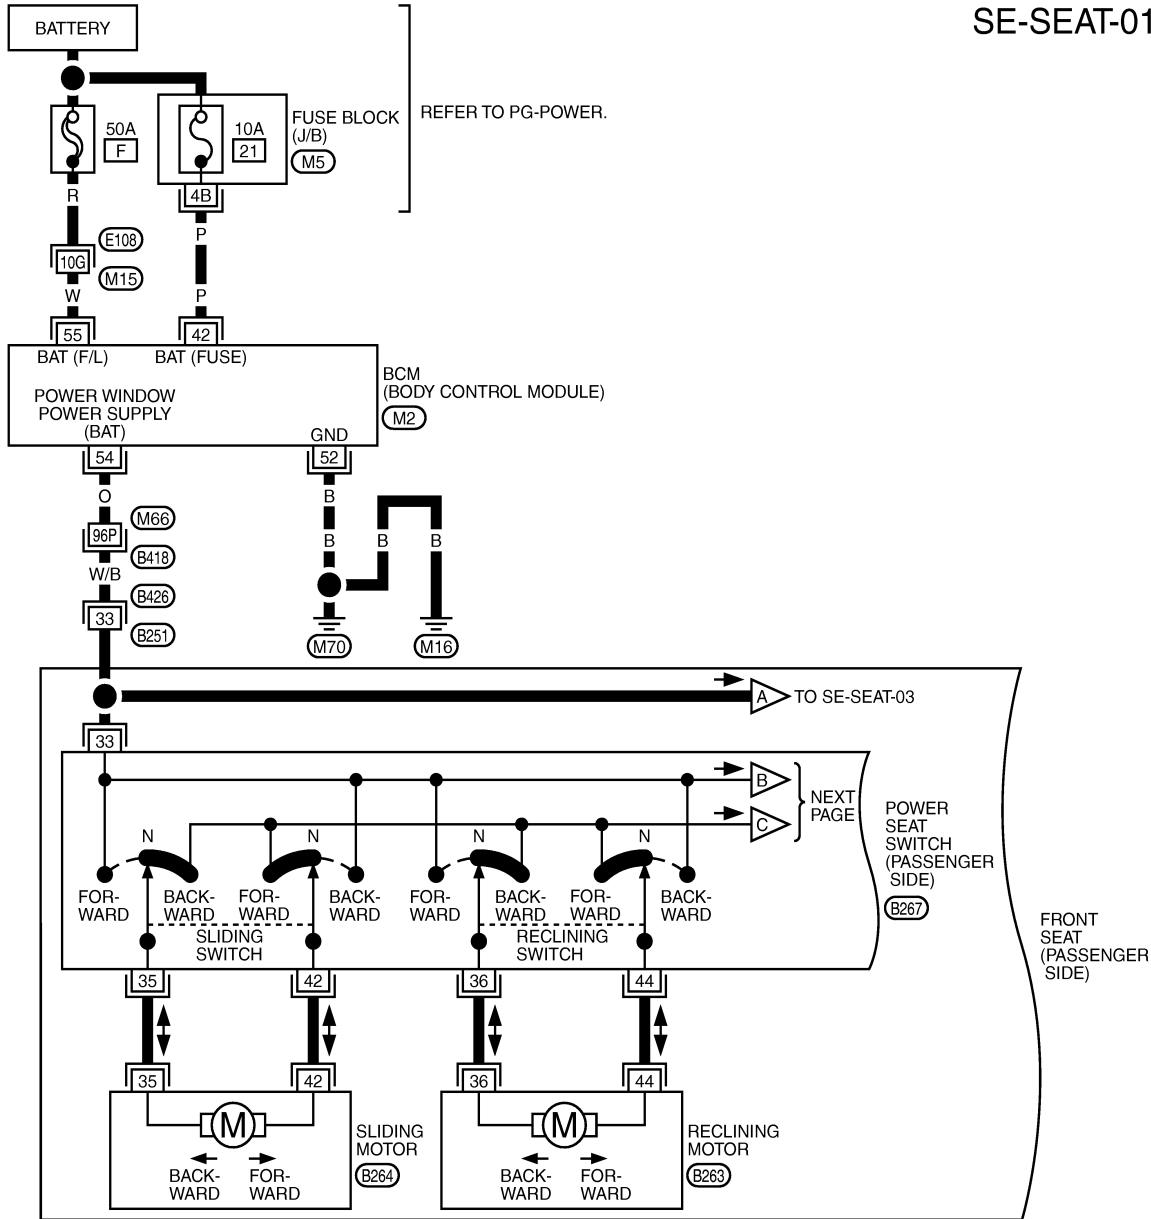 SE-SEAT-01
BATTERY
50A
F
10A
21
FUSE BLOCK
(J/B)
M5
REFER TO PG-POWER.
4B
R
P
E108
10G
M15
W
P
55
42
BAT (F/L)
BAT (FUSE)
BCM
(BODY CONTROL MODULE)
M2
POWER WINDOW
POWER SUPPLY
(BAT)
GND
54
52
O
B
M66
96P
B
B
B
B418
W/B
B426
33
B251
M70
M16
A
TO SE-SEAT-03
33
B
C
NEXT
PAGE
POWER
SEAT
SWITCH
(PASSENGER
SIDE)
B267
N
N
N
N
FOR-
WARD
BACK-
WARD
FOR-
WARD
BACK-
WARD
FOR-
WARD
BACK-
WARD
FOR-
WARD
BACK-
WARD
SLIDING
SWITCH
RECLINING
SWITCH
FRONT
SEAT
(PASSENGER
SIDE)
35
42
36
44
35
42
36
44
M
M
SLIDING
MOTOR
B264
RECLINING
MOTOR
B263
BACK-
WARD
FOR-
WARD
BACK-
WARD
FOR-
WARD